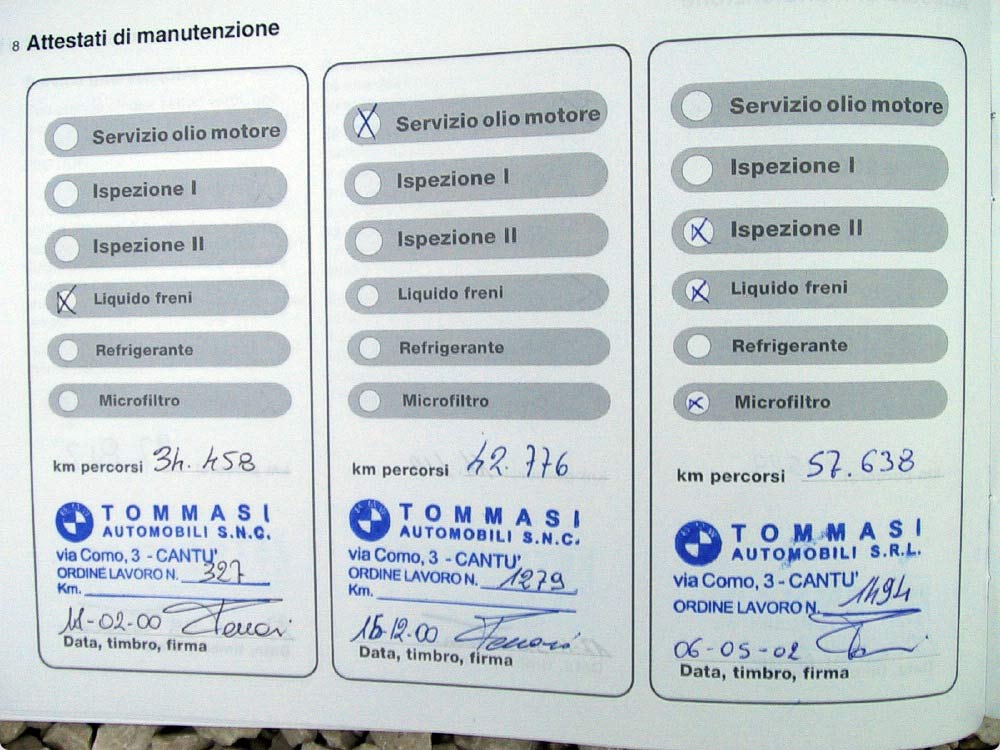 8 Attestati di manutenzione
Servizio olio motore
Ispezione I
Ispezione II
X Liquido freni
Refrigerante
Microfiltro
km percorsi 34.458
TOMMASI
AUTOMOBILI S.N.C.
via Como, 3 - CANTU'
ORDINE LAVORO N. 327
Km.
11-02-00
Data, timbro, firma
X Servizio olio motore
Ispezione I
Ispezione II
Liquido freni
Refrigerante
Microfiltro
km percorsi 42.776
TOMMASI
AUTOMOBILI S.N.C.
via Como, 3 - CANTU'
ORDINE LAVORO N. 1279
Km.
15-12-00
Data, timbro, firma
Servizio olio motore
Ispezione I
X Ispezione II
X Liquido freni
Refrigerante
X Microfiltro
km percorsi 57.638
TOMMASI
AUTOMOBILI S.R.L.
via Como, 3 - CANTU'
ORDINE LAVORO N. 1494
06-05-02
Data, timbro, firma